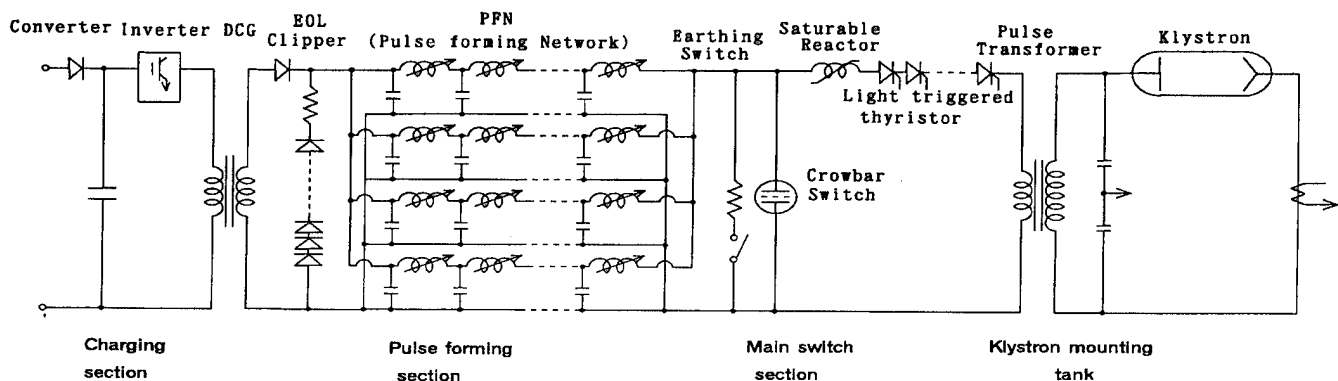 Converter Inverter DCG
EOL
Clipper
PFN
(Pulse forming Network)
Earthing
Switch
Saturable
Reactor
Pulse
Transformer
Klystron
Light triggered
thyristor
Crowbar
Switch
Charging
section
Pulse forming
section
Main switch
section
Klystron mounting
tank